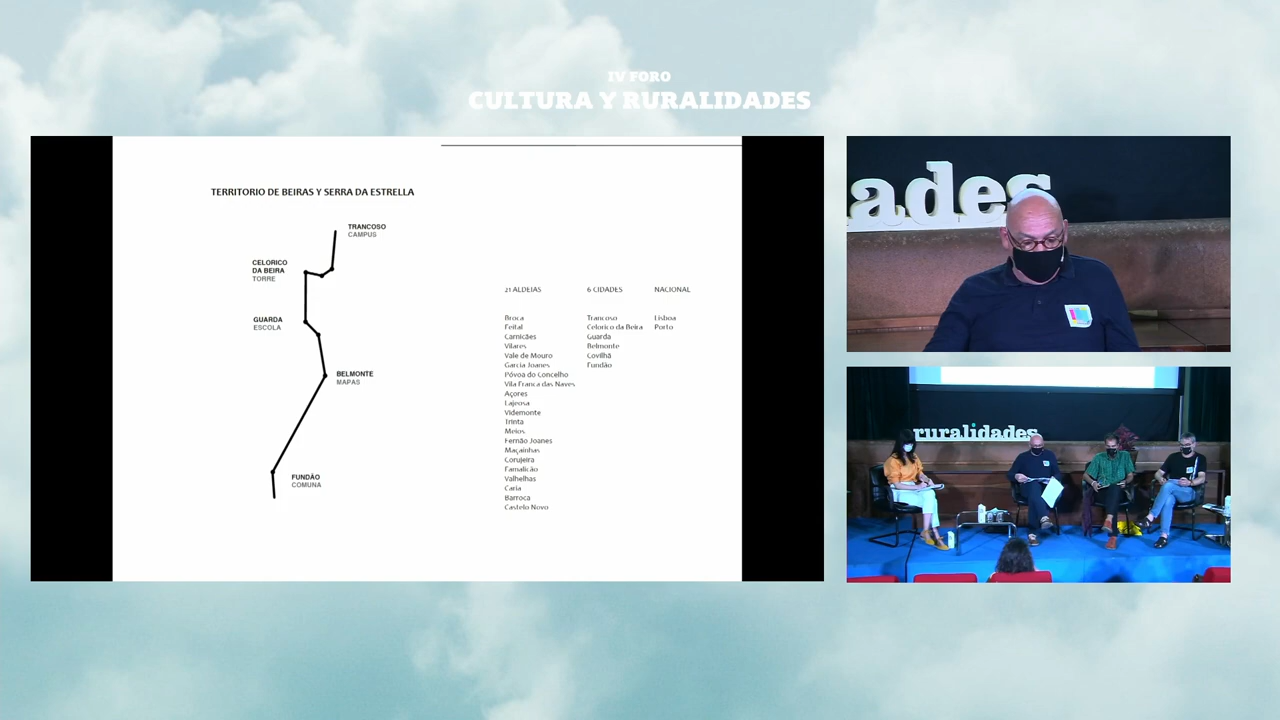 IV FORO
CULTURA Y RURALIDADES
TERRITORIO DE BEIRAS Y SERRA DA ESTRELLA
TRANCOSO
CAMPUS
CELORICO
DA BEIRA
TORRE
GUARDA
ESCOLA
BELMONTE
MAPAS
FUNDÃO
COMUNA
21 ALDEIAS
Broca
Feital
Carnicães
Vilares
Vale de Mouro
Garcia Joanes
Póvoa do Concelho
Vila Franca das Naves
Açores
Lajeosa
Videmonte
Trinta
Meios
Fernão Joanes
Maçainhas
Corujeira
Famalicão
Valhelhas
Caria
Barroca
Castelo Novo
6 CIDADES
Trancoso
Celorico da Beira
Guarda
Belmonte
Covilhã
Fundão
NACIONAL
Lisboa
Porto
ades
ruralidades